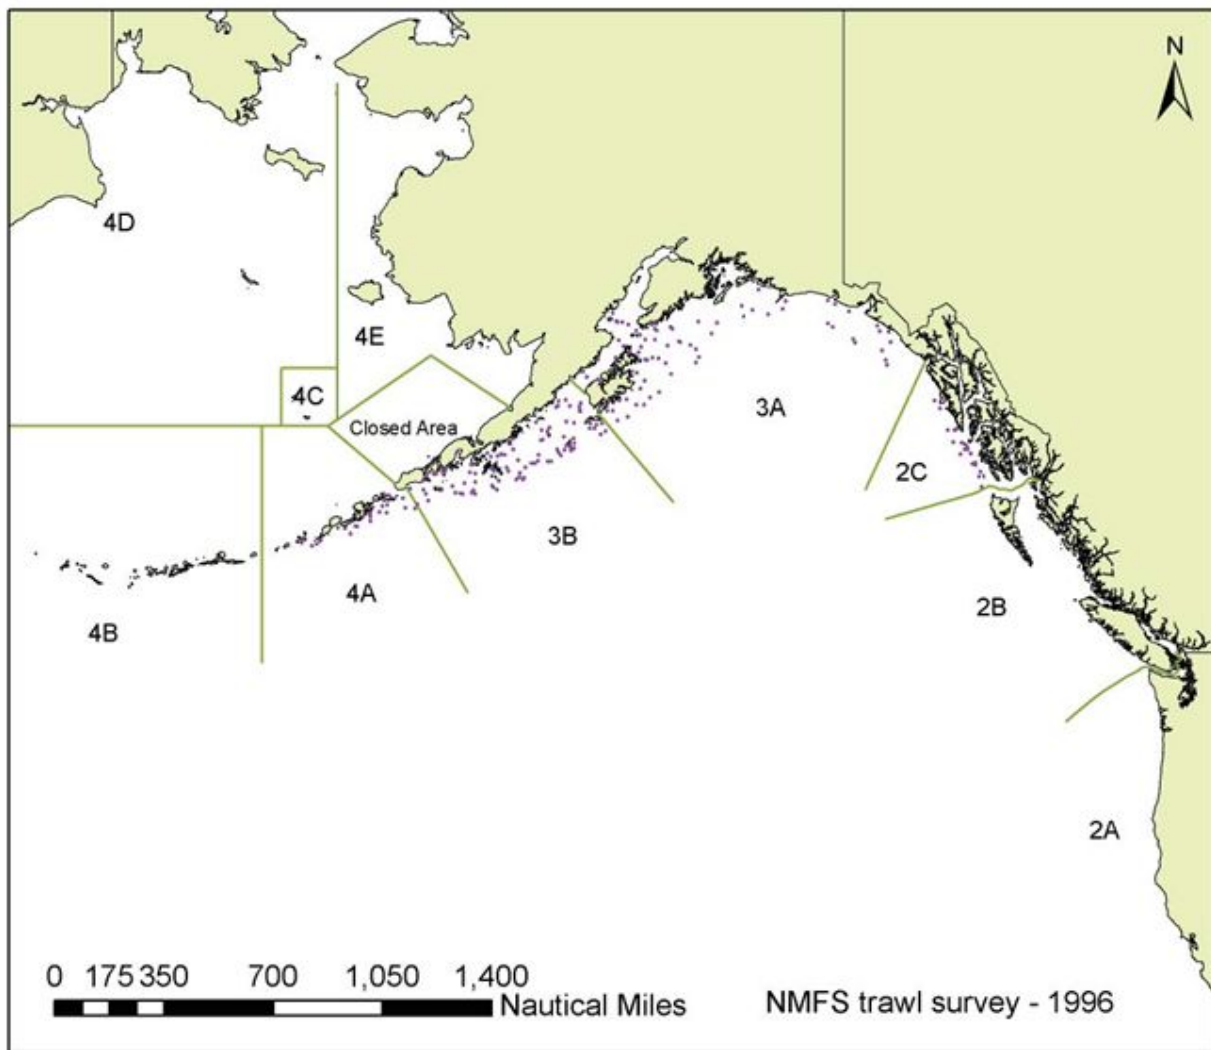 N
4D
4E
4C
Closed Area
3A
2C
3B
4A
2B
4B
2A
0 175 350 700 1,050 1,400
Nautical Miles
NMFS trawl survey - 1996